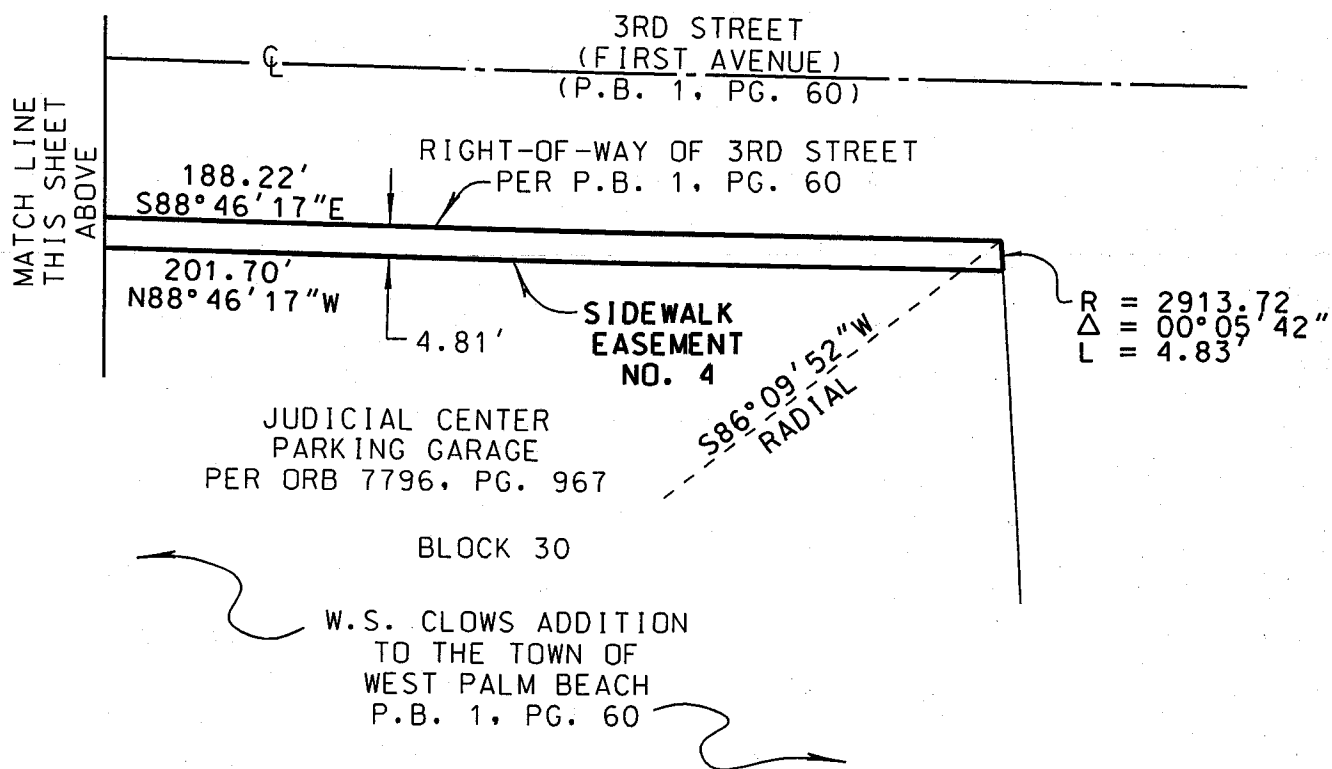 3RD STREET
(FIRST AVENUE)
(P.B. 1, PG. 60)
℄
MATCH LINE
THIS SHEET
ABOVE
RIGHT-OF-WAY OF 3RD STREET
PER P.B. 1, PG. 60
188.22'
S88°46'17"E
201.70'
N88°46'17"W
4.81'
SIDEWALK
EASEMENT
NO. 4
R = 2913.72
Δ = 00°05'42"
L = 4.83'
S86°09'52"W
RADIAL
JUDICIAL CENTER
PARKING GARAGE
PER ORB 7796, PG. 967
BLOCK 30
W.S. CLOWS ADDITION
TO THE TOWN OF
WEST PALM BEACH
P.B. 1, PG. 60